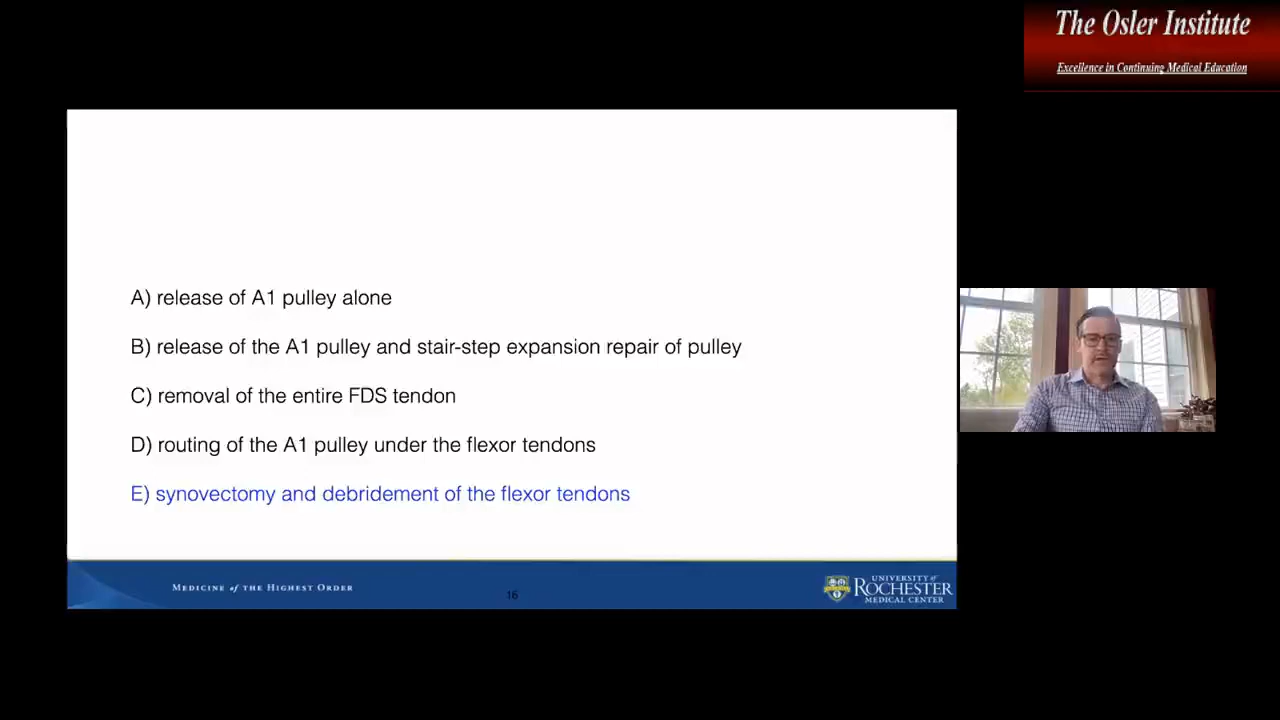 The Osler Institute
Excellence in Continuing Medical Education
A) release of A1 pulley alone
B) release of the A1 pulley and stair-step expansion repair of pulley
C) removal of the entire FDS tendon
D) routing of the A1 pulley under the flexor tendons
E) synovectomy and debridement of the flexor tendons
MEDICINE of THE HIGHEST ORDER
16
UNIVERSITY of
ROCHESTER
MEDICAL CENTER